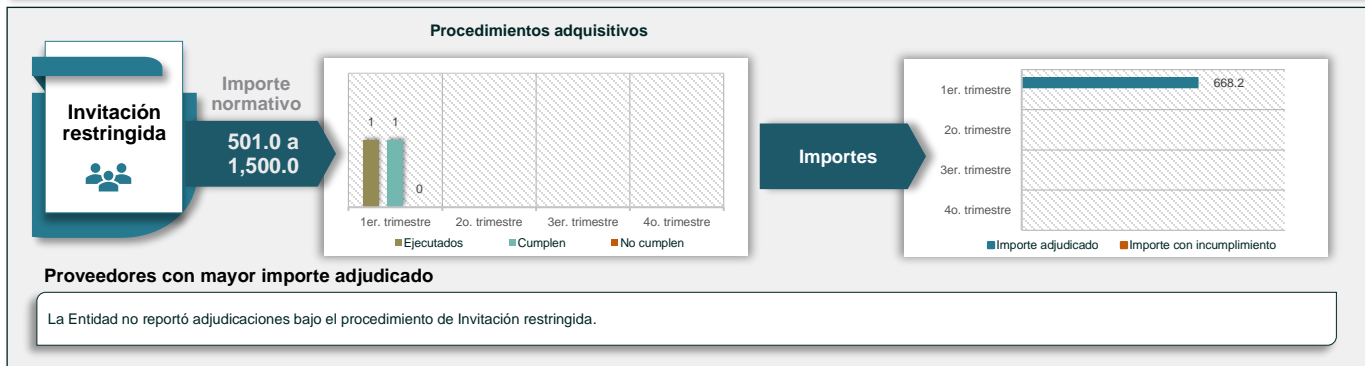 Procedimientos adquisitivos
Invitación
restringida
Importe
normativo
501.0 a
1,500.0
1 1
0
1er. trimestre 2o. trimestre 3er. trimestre 4o. trimestre
Ejecutados Cumplen No cumplen
Importes
1er. trimestre 668.2
2o. trimestre
3er. trimestre
4o. trimestre
Importe adjudicado Importe con incumplimiento
Proveedores con mayor importe adjudicado
La Entidad no reportó adjudicaciones bajo el procedimiento de Invitación restringida.